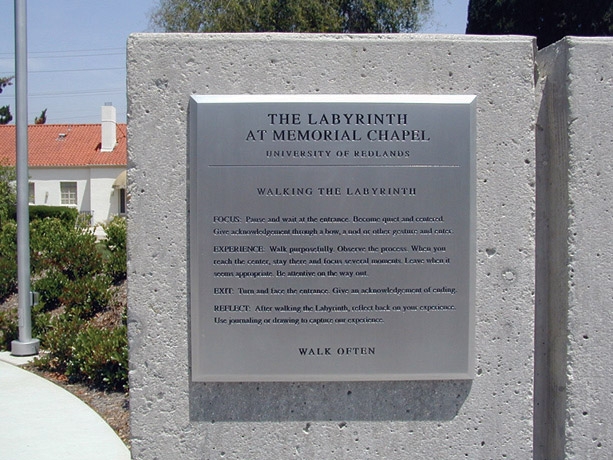 THE LABYRINTH
AT MEMORIAL CHAPEL
UNIVERSITY OF REDLANDS
WALKING THE LABYRINTH
FOCUS: Pause and wait at the entrance. Become quiet and centered.
Give acknowledgement through a bow, a nod or other gesture and enter.
EXPERIENCE: Walk purposefully. Observe the process. When you
reach the center, stay there and focus several moments. Leave when it
seems appropriate. Be attentive on the way out.
EXIT: Turn and face the entrance. Give an acknowledgement of ending.
REFLECT: After walking the Labyrinth, reflect back on your experience.
Use journaling or drawing to capture our experience.
WALK OFTEN